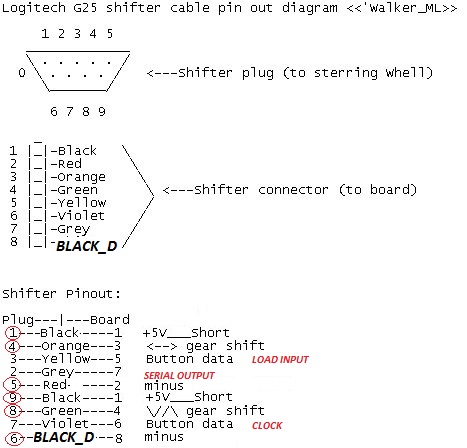 Logitech G25 shifter cable pin out diagram <<'Walker_ML>>
1 2 3 4 5
0 <---Shifter plug (to sterring Whell)
6 7 8 9
1 |_|-Black
2 |_|-Red
3 |_|-Orange
4 |_|-Green <---Shifter connector (to board)
5 |_|-Yellow
6 |_|-Violet
7 |_|-Grey
8 |_|-BLACK_D
Shifter Pinout:
Plug---|---Board
1---Black----1 +5V___Short
4---Orange---3 <--> gear shift
3---Yellow---5 Button data LOAD INPUT
2---Grey-----7 SERIAL OUTPUT
5---Red------2 minus
9---Black----1 +5V___Short
8---Green----4 \//\ gear shift
7---Violet---6 Button data CLOCK
6-BLACK_D--8 minus